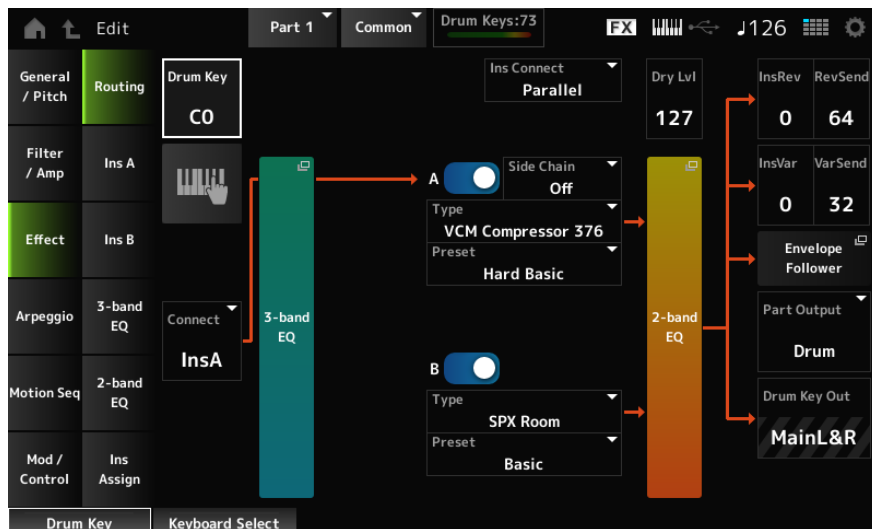 Edit
Part 1
Common
Drum Keys:73
FX
♩126
General
/ Pitch
Routing
Drum Key
C0
Ins Connect
Parallel
Dry Lvl
127
InsRev
RevSend
0
64
Filter
/ Amp
Ins A
A
Side Chain
Off
InsVar
VarSend
0
32
Type
VCM Compressor 376
Preset
Hard Basic
Effect
Ins B
Envelope
Follower
Arpeggio
3-band
EQ
Connect
InsA
3-band
EQ
2-band
EQ
Part Output
Drum
B
Motion Seq
2-band
EQ
Type
SPX Room
Preset
Basic
Drum Key Out
MainL&R
Mod /
Control
Ins
Assign
Drum Key
Keyboard Select